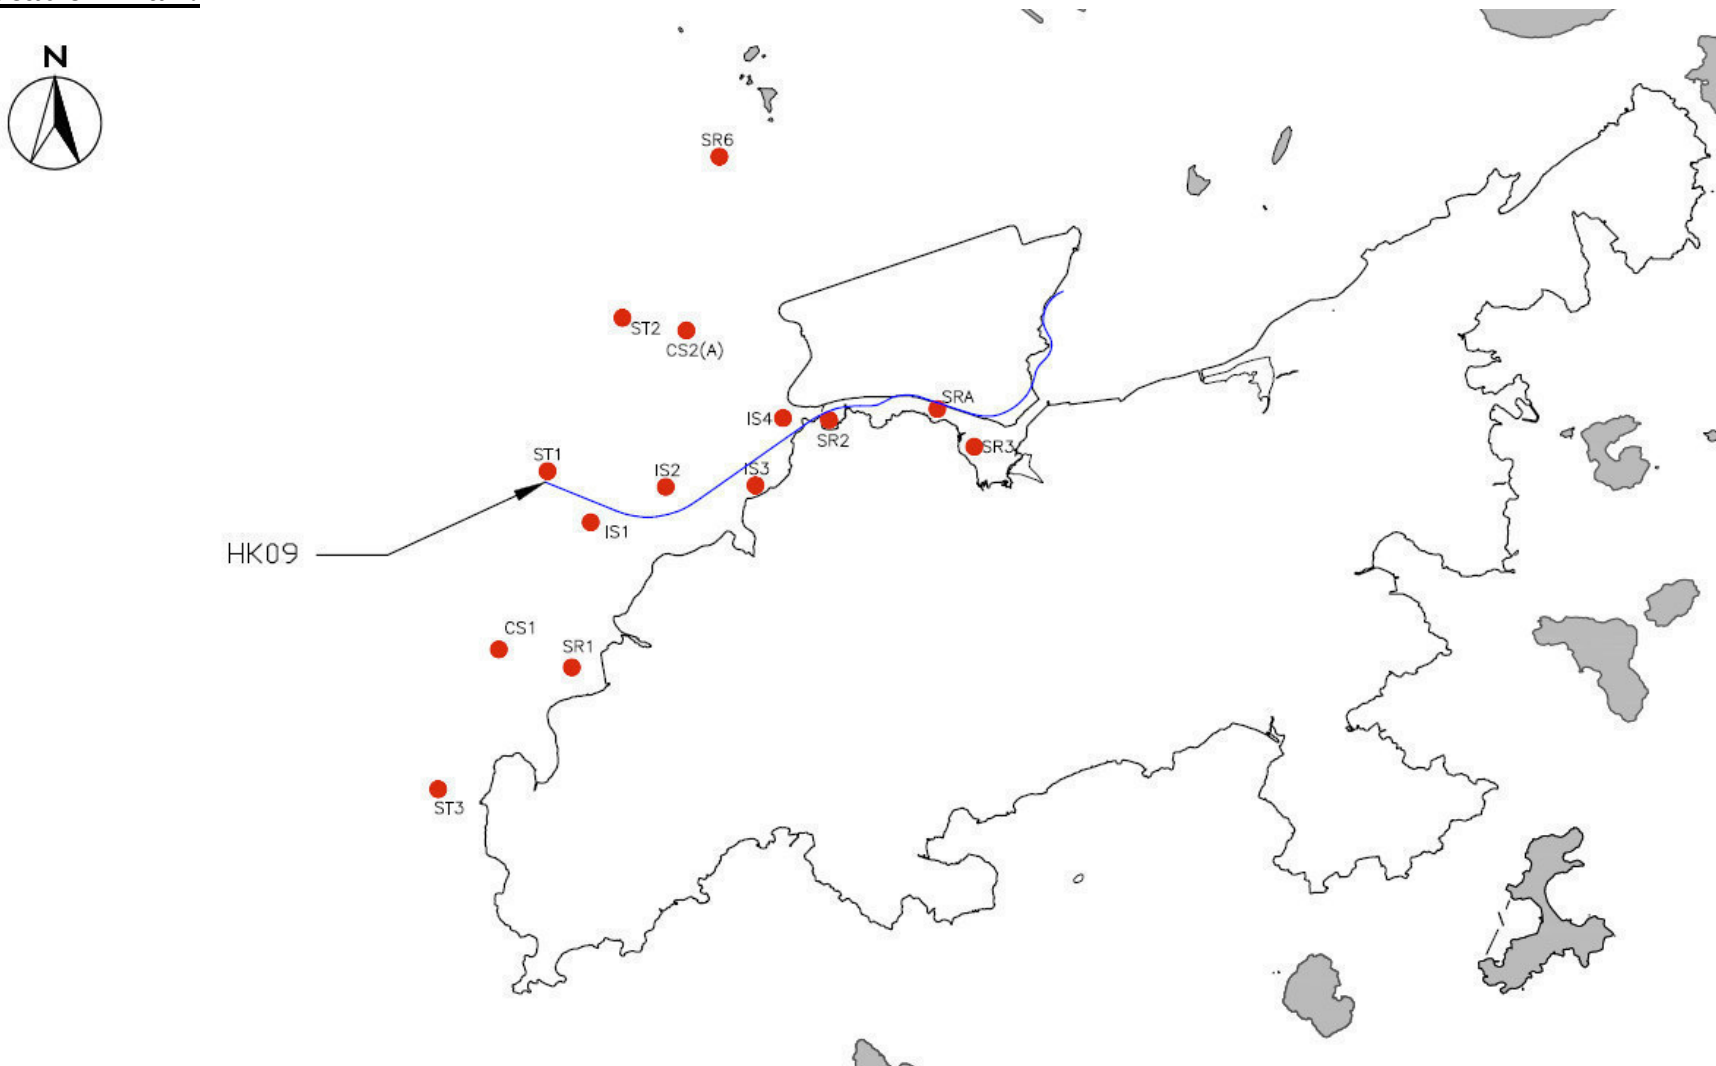 N
SR6
ST2
CS2(A)
SRA
IS4
SR2
SR3
ST1
IS2
IS3
IS1
HK09
CS1
SR1
ST3